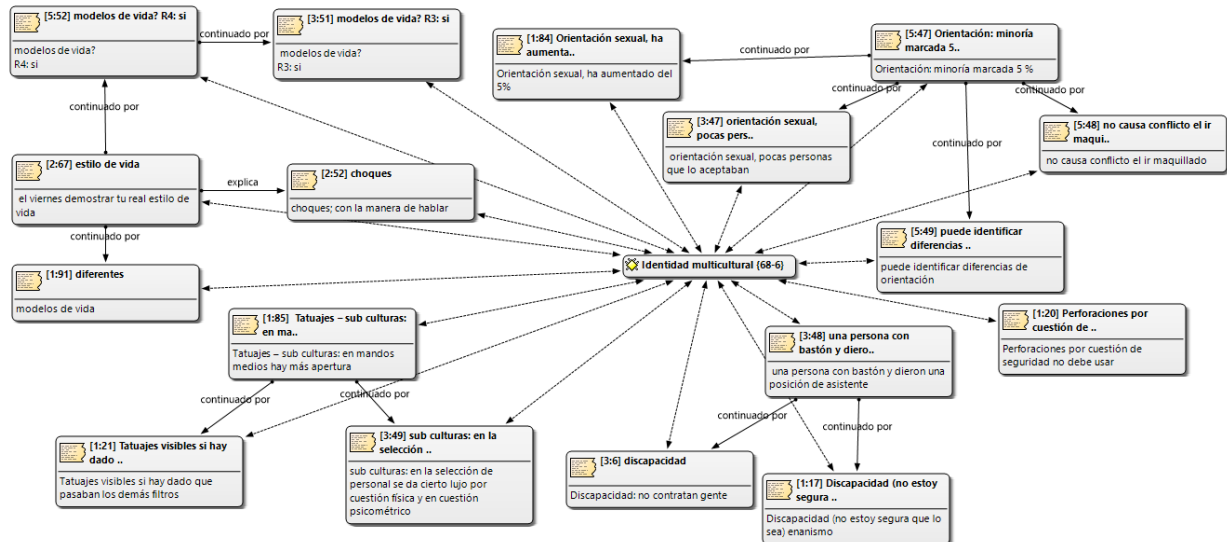 [5:52] modelos de vida? R4: si
modelos de vida?
R4: si
continuado por
[3:51] modelos de vida? R3: si
modelos de vida?
R3: si
[1:84] Orientación sexual, ha
aumenta..
Orientación sexual, ha aumentado del
5%
continuado por
[5:47] Orientación: minoría
marcada 5..
Orientación: minoría marcada 5 %
continuado por
continuado por
continuado por
continuado por
[3:47] orientación sexual,
pocas pers..
orientación sexual, pocas personas
que lo aceptaban
[5:48] no causa conflicto el ir
maqui..
no causa conflicto el ir maquillado
[2:67] estilo de vida
el viernes demostrar tu real estilo de
vida
explica
[2:52] choques
choques; con la manera de hablar
continuado por
[5:49] puede identificar
diferencias ..
puede identificar diferencias de
orientación
[1:91] diferentes
modelos de vida
Identidad multicultural {68-6}
[1:85] Tatuajes – sub culturas:
en ma..
Tatuajes – sub culturas: en mandos
medios hay más apertura
[3:48] una persona con
bastón y diero..
una persona con bastón y dieron una
posición de asistente
[1:20] Perforaciones por
cuestión de ..
Perforaciones por cuestión de
seguridad no debe usar
continuado por
continuado por
continuado por
continuado por
[1:21] Tatuajes visibles si hay
dado ..
Tatuajes visibles si hay dado que
pasaban los demás filtros
[3:49] sub culturas: en la
selección ..
sub culturas: en la selección de
personal se da cierto lujo por
cuestión física y en cuestión
psicométrico
[3:6] discapacidad
Discapacidad: no contratan gente
[1:17] Discapacidad (no estoy
segura ..
Discapacidad (no estoy segura que lo
sea) enanismo